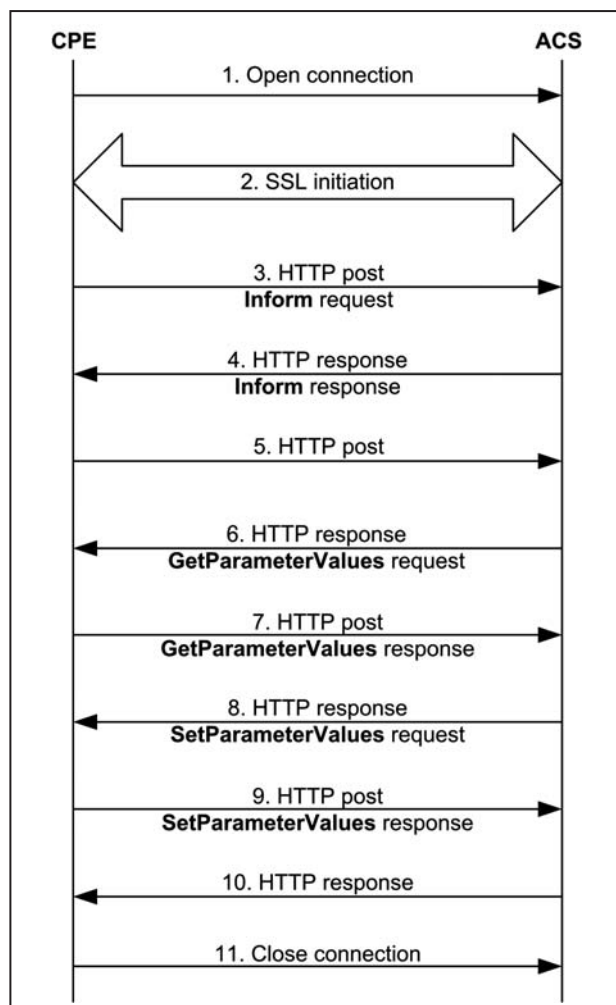 CPE ACS
1. Open connection
2. SSL initiation
3. HTTP post
Inform request
4. HTTP response
Inform response
5. HTTP post
6. HTTP response
GetParameterValues request
7. HTTP post
GetParameterValues response
8. HTTP response
SetParameterValues request
9. HTTP post
SetParameterValues response
10. HTTP response
11. Close connection